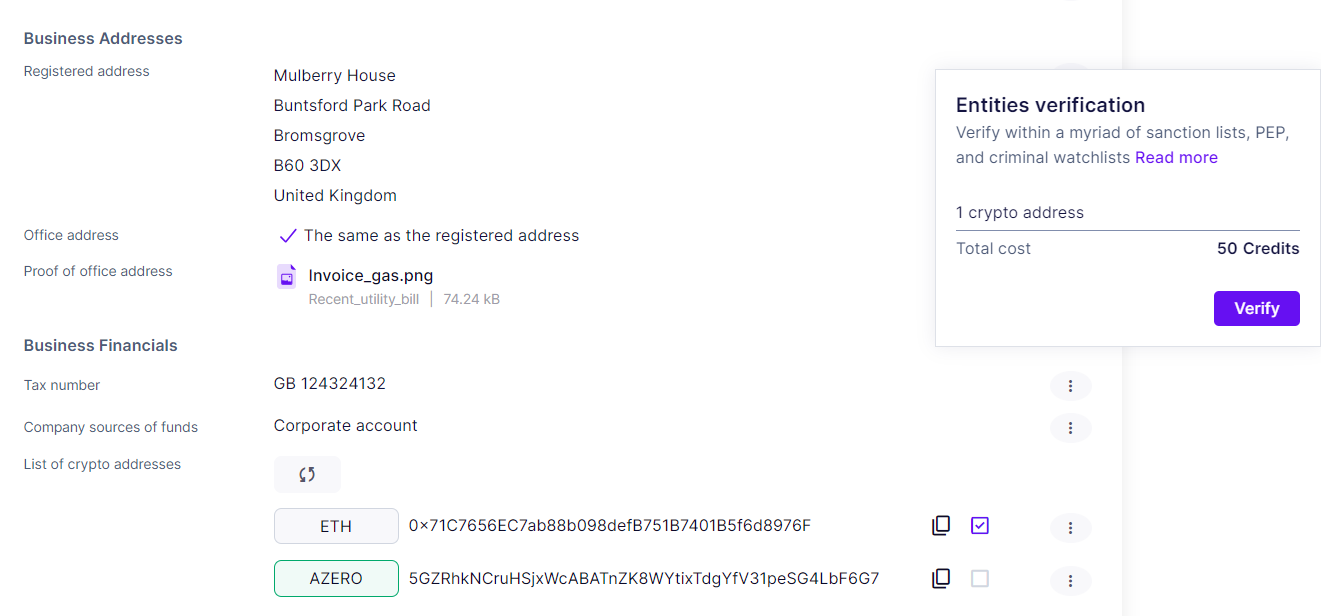 Business Addresses
Registered address
Mulberry House
Buntsford Park Road
Bromsgrove
B60 3DX
United Kingdom
Office address
The same as the registered address
Proof of office address
Invoice_gas.png
Recent_utility_bill | 74.24 kB
Business Financials
Tax number
GB 124324132
Company sources of funds
Corporate account
List of crypto addresses
ETH
0x71C7656EC7ab88b098defB751B7401B5f6d8976F
AZERO
5GZRhkNCruHSjxWcABATnZK8WYtixTdgYfV31peSG4LbF6G7
Entities verification
Verify within a myriad of sanction lists, PEP,
and criminal watchlists Read more
1 crypto address
Total cost
50 Credits
Verify